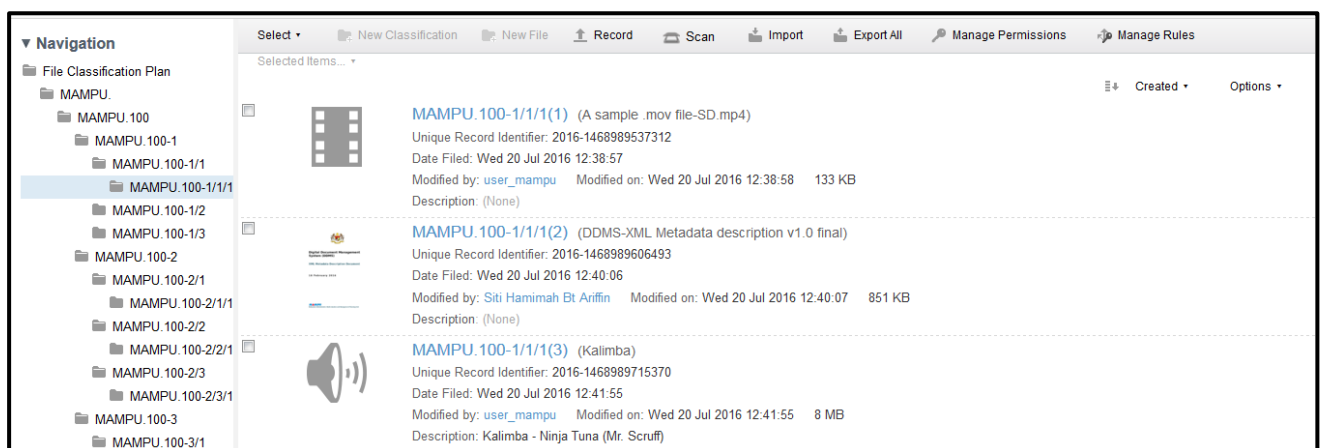 ▼ Navigation
File Classification Plan
MAMPU.
MAMPU.100
MAMPU.100-1
MAMPU.100-1/1
MAMPU.100-1/1/1
MAMPU.100-1/2
MAMPU.100-1/3
MAMPU.100-2
MAMPU.100-2/1
MAMPU.100-2/1/1
MAMPU.100-2/2
MAMPU.100-2/2/1
MAMPU.100-2/3
MAMPU.100-2/3/1
MAMPU.100-3
MAMPU.100-3/1
Select New Classification New File Record Scan Import Export All Manage Permissions Manage Rules
Selected Items...
Created Options
MAMPU.100-1/1/1(1) (A sample .mov file-SD.mp4)
Unique Record Identifier: 2016-1468989537312
Date Filed: Wed 20 Jul 2016 12:38:57
Modified by: user_mampu Modified on: Wed 20 Jul 2016 12:38:58 133 KB
Description: (None)
MAMPU.100-1/1/1(2) (DDMS-XML Metadata description v1.0 final)
Unique Record Identifier: 2016-1468989606493
Date Filed: Wed 20 Jul 2016 12:40:06
Modified by: Siti Hamimah Bt Ariffin Modified on: Wed 20 Jul 2016 12:40:07 851 KB
Description: (None)
Digital Document Management
System (DDMS)
MAMPU.100-1/1/1(3) (Kalimba)
Unique Record Identifier: 2016-1468989715370
Date Filed: Wed 20 Jul 2016 12:41:55
Modified by: user_mampu Modified on: Wed 20 Jul 2016 12:41:55 8 MB
Description: Kalimba - Ninja Tuna (Mr. Scruff)